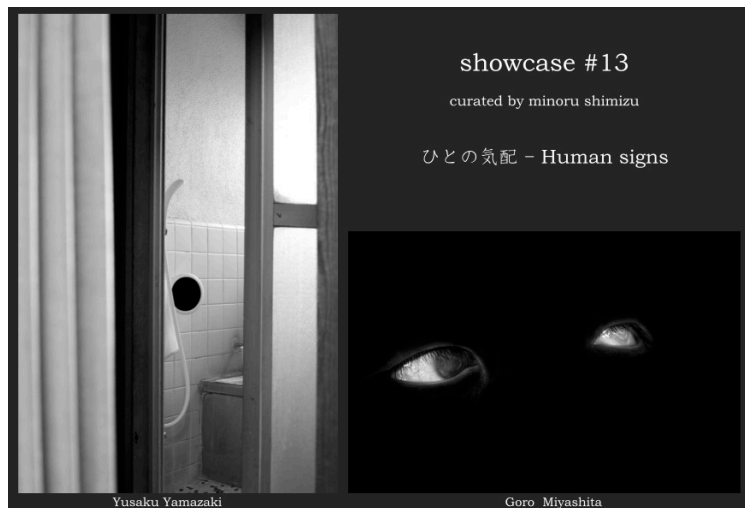 showcase #13
curated by minoru shimizu
ひとの気配 – Human signs
Yusaku Yamazaki
Goro Miyashita